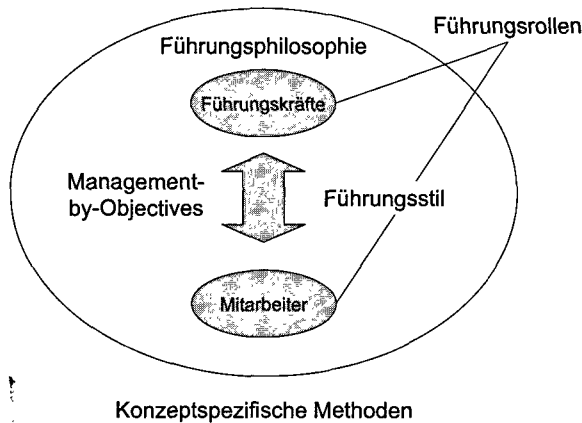 Führungsrollen
Führungsphilosophie
Führungskräfte
Management-
by-Objectives
Führungsstil
Mitarbeiter
Konzeptspezifische Methoden